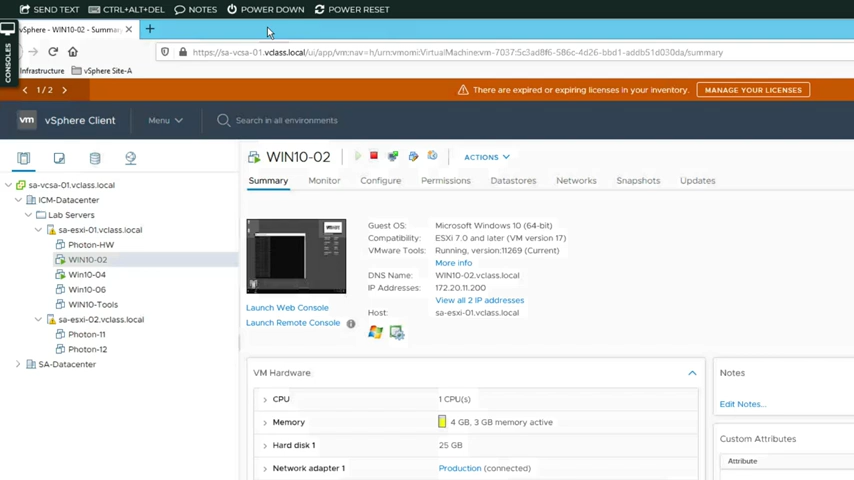 SEND TEXT CTRL+ALT+DEL NOTES POWER DOWN POWER RESET
CONSOLES
vSphere - WIN10-02 - Summary
https://sa-vcsa-01.vclass.local/ui/app/vm;nav=h/urn:vmomi:VirtualMachine:vm-7037:5c3ad8f6-586c-4d26-bbd1-addb51d030da/summary
Infrastructure vSphere Site-A
1 / 2 There are expired or expiring licenses in your inventory. MANAGE YOUR LICENSES
vm vSphere Client Menu Search in all environments
sa-vcsa-01.vclass.local
ICM-Datacenter
Lab Servers
sa-esxi-01.vclass.local
Photon-HW
WIN10-02
WIN10-04
Win10-06
WIN10-Tools
sa-esxi-02.vclass.local
Photon-11
Photon-12
SA-Datacenter
WIN10-02 ACTIONS
Summary Monitor Configure Permissions Datastores Networks Snapshots Updates
Guest OS: Microsoft Windows 10 (64-bit)
Compatibility: ESXi 7.0 and later (VM version 17)
VMware Tools: Running, version:11269 (Current)
More info
DNS Name: WIN10-02.vclass.local
IP Addresses: 172.20.11.200
View all 2 IP addresses
Host: sa-esxi-01.vclass.local
Launch Web Console
Launch Remote Console
VM Hardware
CPU 1 CPU(s)
Memory 4 GB, 3 GB memory active
Hard disk 1 25 GB
Network adapter 1 Production (connected)
Notes
Edit Notes...
Custom Attributes
Attribute